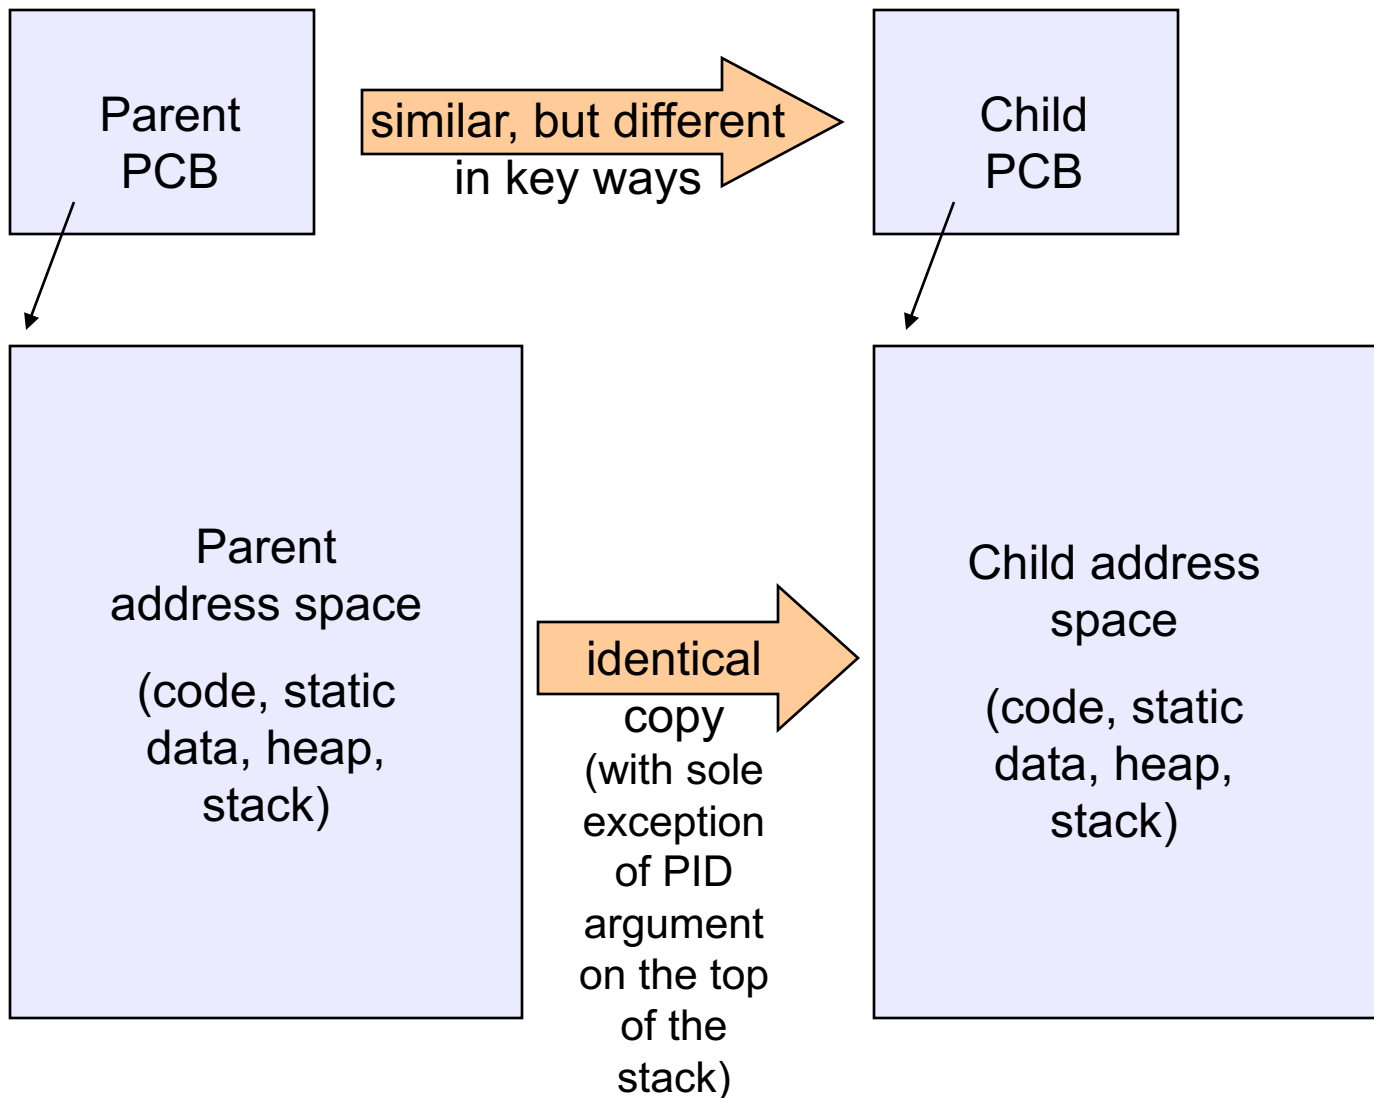 Parent
PCB
similar, but different
in key ways
Child
PCB
Parent
address space
(code, static
data, heap,
stack)
identical
copy
(with sole
exception
of PID
argument
on the top
of the
stack)
Child address
space
(code, static
data, heap,
stack)